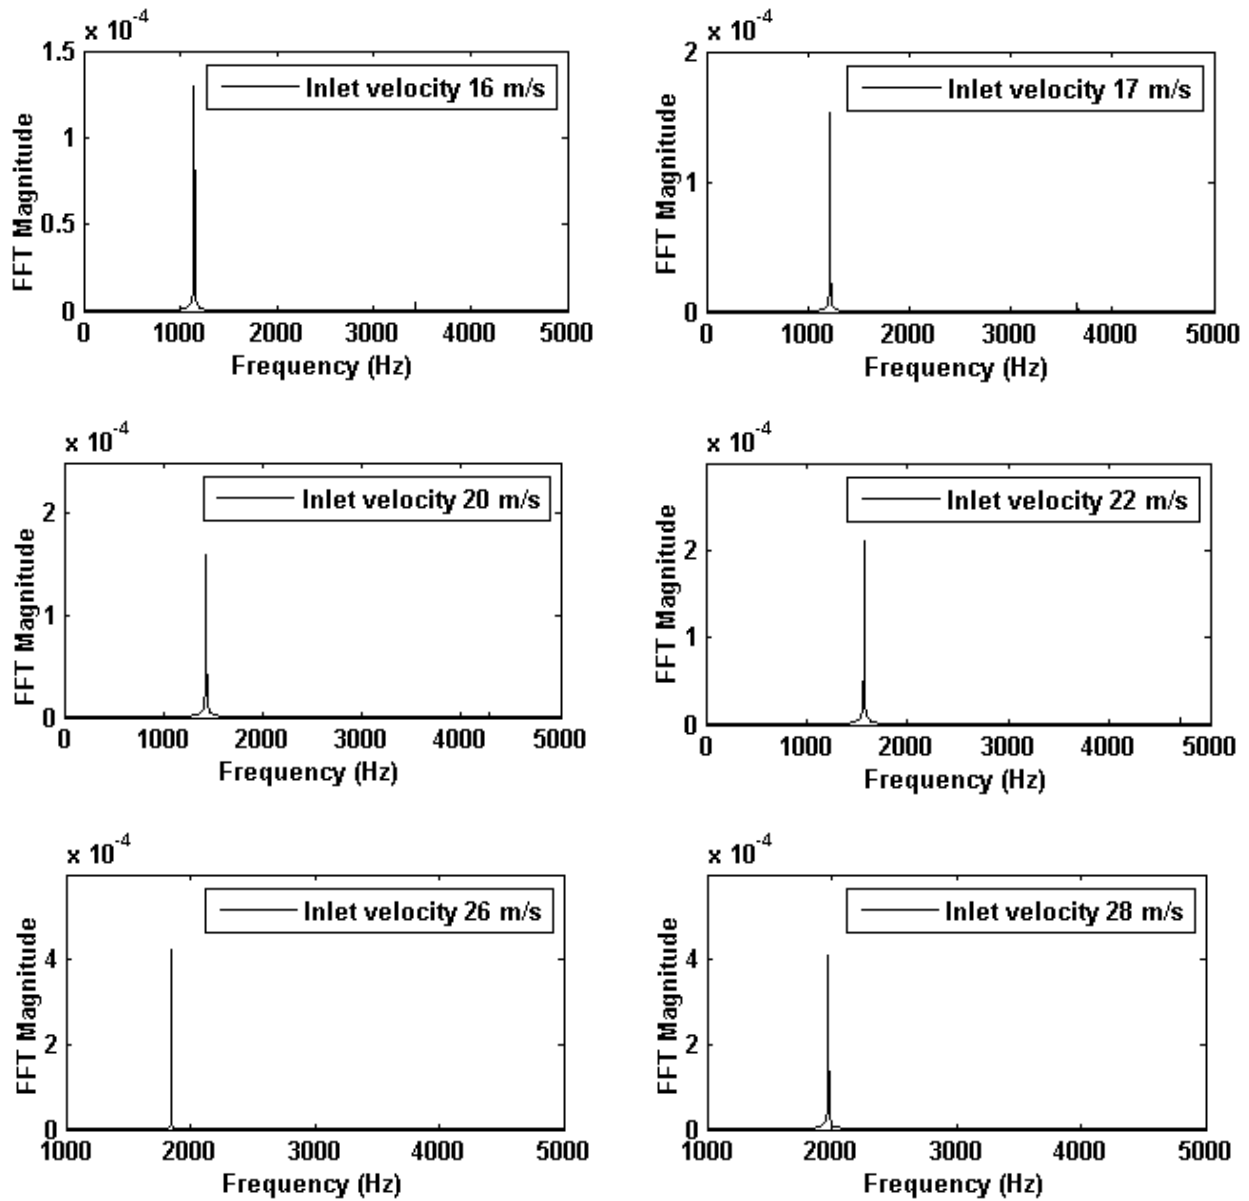 x 10^-4
1.5
1
0.5
0
FFT Magnitude
Inlet velocity 16 m/s
0 1000 2000 3000 4000 5000
Frequency (Hz)
x 10^-4
2
1
0
FFT Magnitude
Inlet velocity 17 m/s
0 1000 2000 3000 4000 5000
Frequency (Hz)
x 10^-4
2
1
0
FFT Magnitude
Inlet velocity 20 m/s
0 1000 2000 3000 4000 5000
Frequency (Hz)
x 10^-4
2
1
0
FFT Magnitude
Inlet velocity 22 m/s
0 1000 2000 3000 4000 5000
Frequency (Hz)
x 10^-4
4
2
0
FFT Magnitude
Inlet velocity 26 m/s
1000 2000 3000 4000 5000
Frequency (Hz)
x 10^-4
4
2
0
FFT Magnitude
Inlet velocity 28 m/s
1000 2000 3000 4000 5000
Frequency (Hz)